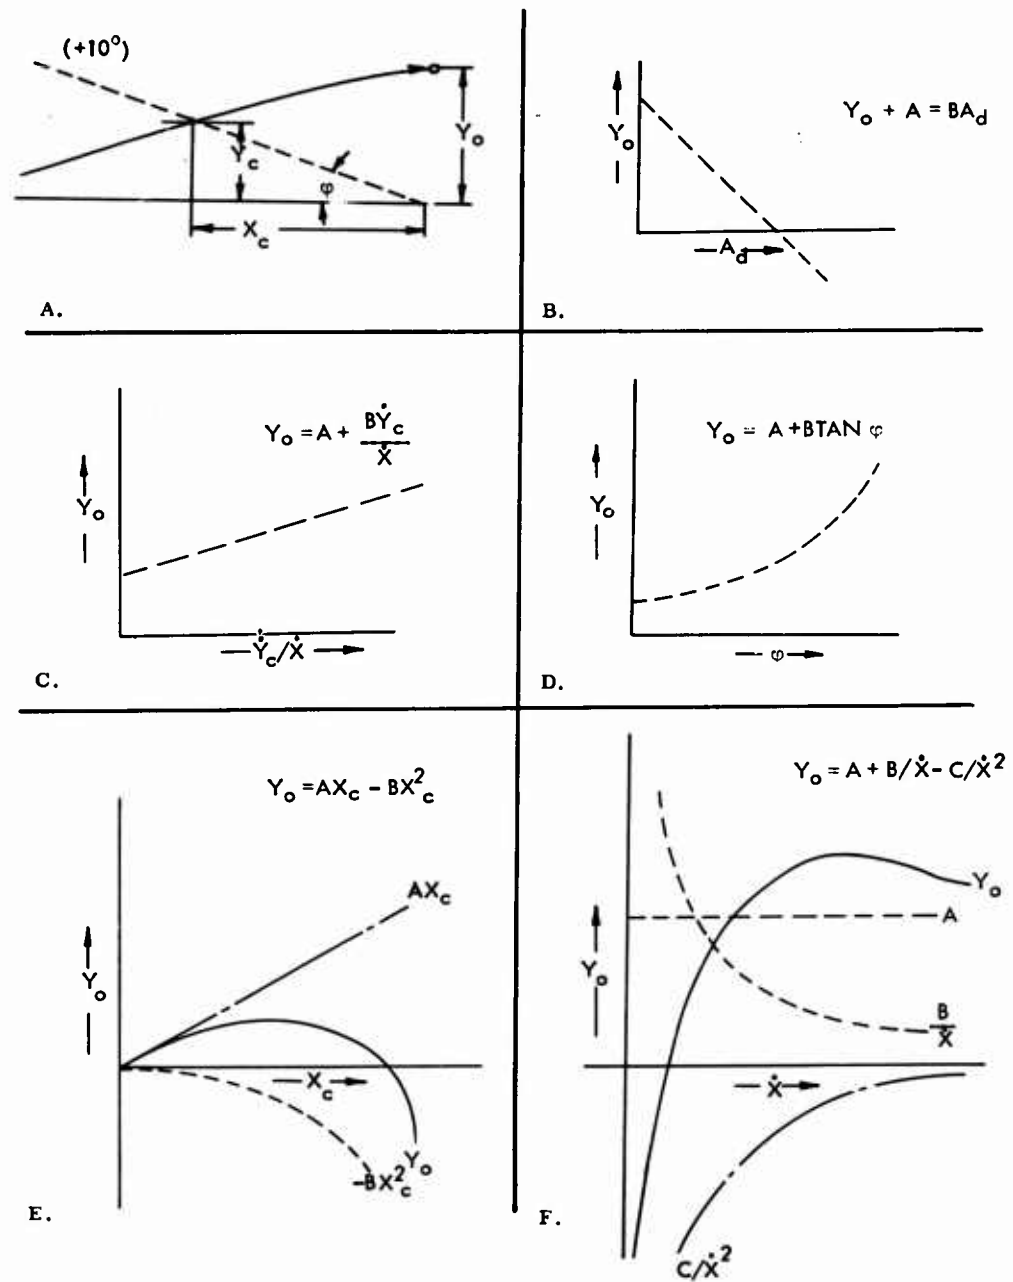 (+10°)
Y_c
Y_o
φ
X_c
A.
Y_o + A = BA_d
Y_o
A_d
B.
Y_o = A + BẎ_c/Ẋ
Y_o
Ẏ_c/Ẋ
C.
Y_o = A + BTAN φ
Y_o
φ
D.
Y_o = AX_c - BX²_c
AX_c
Y_o
X_c
Y_o
-BX²_c
E.
Y_o = A + B/Ẋ - C/Ẋ²
Y_o
A
Y_o
B/Ẋ
Ẋ
F.
C/Ẋ²